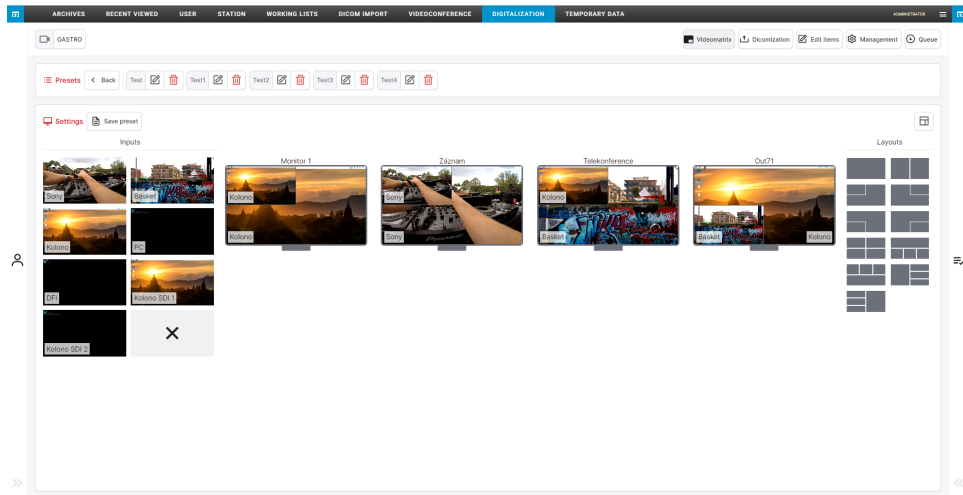 ARCHIVES RECENT VIEWED USER STATION WORKING LISTS DICOM IMPORT VIDEOCONFERENCE DIGITALIZATION TEMPORARY DATA ADMINISTRATOR
GASTRO Videomatrix Dicomization Edit items Management Queue
Presets Back Test Test1 Test2 Test3 Test4
Settings Save preset
Inputs Layouts
Monitor 1 Záznam Telekonference Out71
Sony Basket Kolono Sony Kolono
Kolono PC Kolono Sony Basket Basket Kolono
DFI Kolono SDI 1
Kolono SDI 2